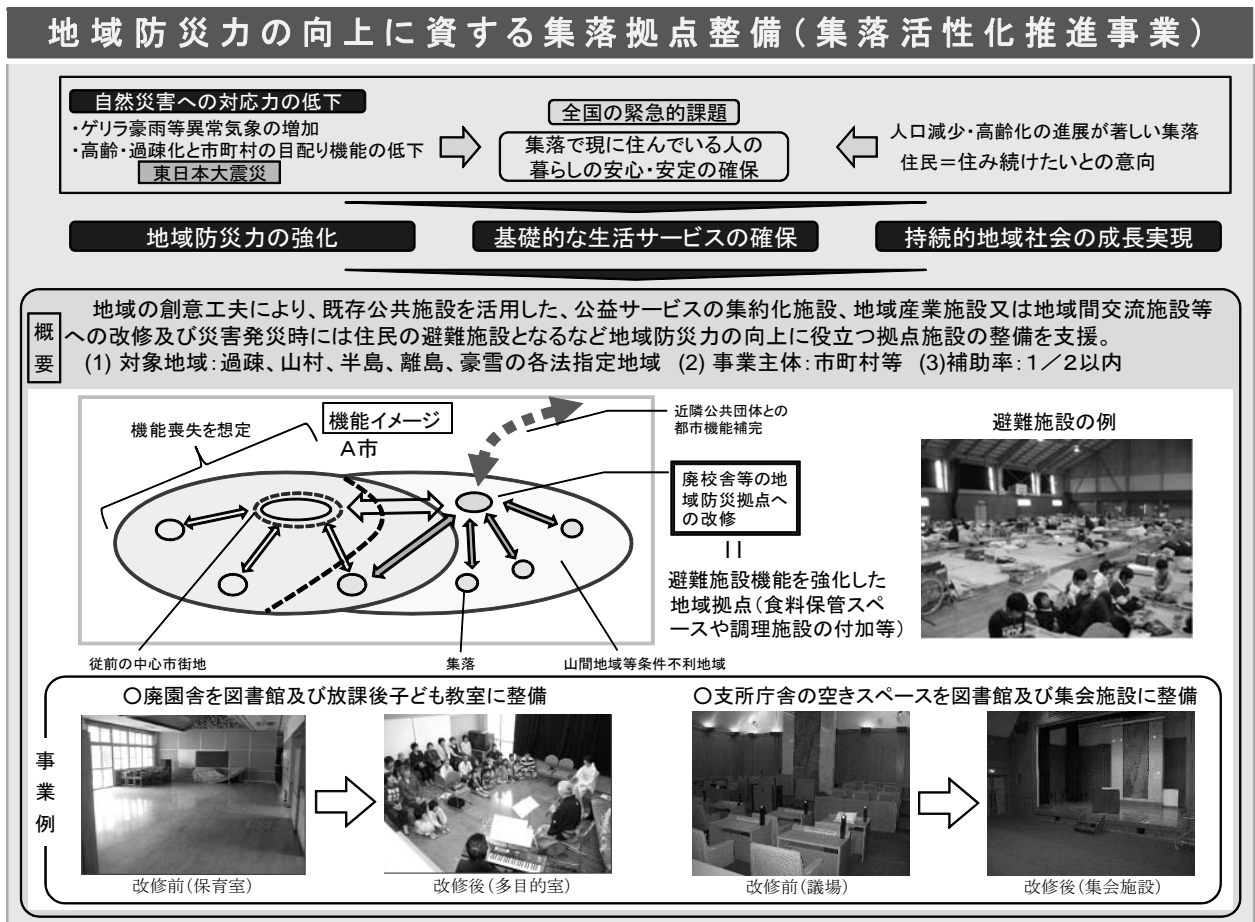 地域防災力の向上に資する集落拠点整備(集落活性化推進事業)
自然災害への対応力の低下
・ゲリラ豪雨等異常気象の増加
・高齢・過疎化と市町村の目配り機能の低下
東日本大震災
全国の緊急的課題
集落で現に住んでいる人の
暮らしの安心・安定の確保
人口減少・高齢化の進展が著しい集落
住民=住み続けたいとの意向
地域防災力の強化
基礎的な生活サービスの確保
持続的地域社会の成長実現
概要
地域の創意工夫により、既存公共施設を活用した、公益サービスの集約化施設、地域産業施設又は地域間交流施設等
への改修及び災害発災時には住民の避難施設となるなど地域防災力の向上に役立つ拠点施設の整備を支援。
(1) 対象地域:過疎、山村、半島、離島、豪雪の各法指定地域 (2) 事業主体:市町村等 (3)補助率:1/2以内
機能喪失を想定
機能イメージ
A市
近隣公共団体との
都市機能補完
廃校舎等の地
域防災拠点へ
の改修
||
避難施設機能を強化した
地域拠点(食料保管スペ
ースや調理施設の付加等)
避難施設の例
従前の中心市街地
集落
山間地域等条件不利地域
事業例
○廃園舎を図書館及び放課後子ども教室に整備
改修前(保育室)
改修後(多目的室)
○支所庁舎の空きスペースを図書館及び集会施設に整備
改修前(議場)
改修後(集会施設)